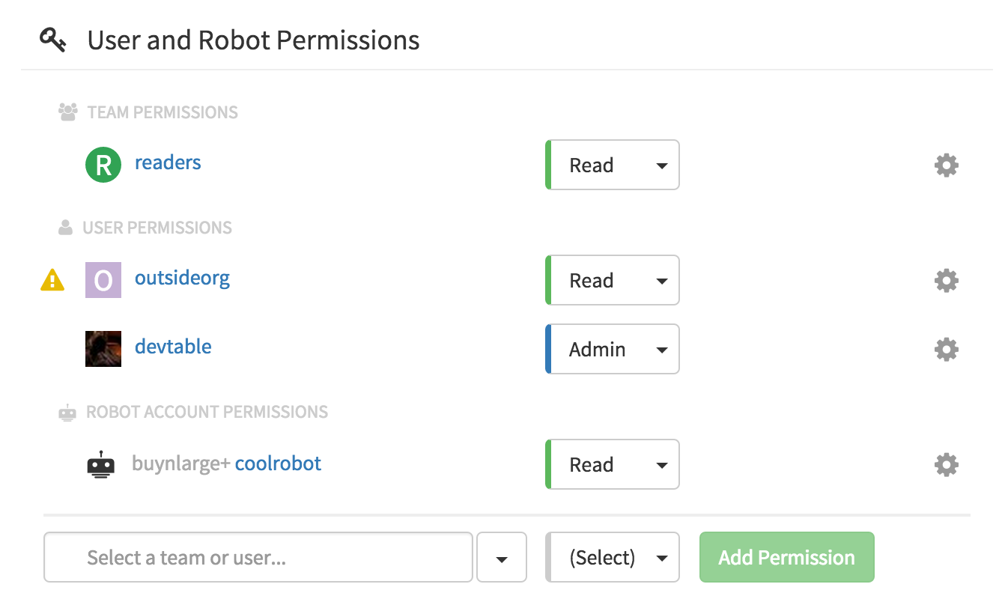 User and Robot Permissions
TEAM PERMISSIONS
R readers Read
USER PERMISSIONS
O outsideorg Read
devtable Admin
ROBOT ACCOUNT PERMISSIONS
buynlarge+ coolrobot Read
Select a team or user... (Select) Add Permission